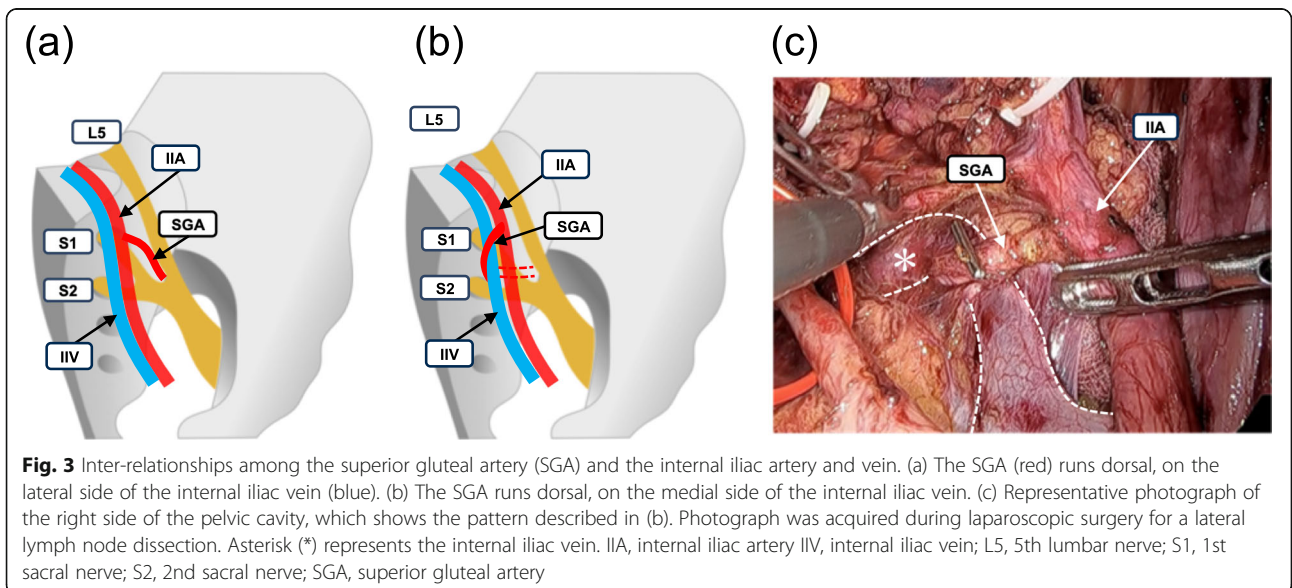 (a) (b) (c)
L5 L5
IIA IIA IIA
SGA SGA SGA
S1 S1
S2 S2
IIV IIV
*
Fig. 3 Inter-relationships among the superior gluteal artery (SGA) and the internal iliac artery and vein. (a) The SGA (red) runs dorsal, on the
lateral side of the internal iliac vein (blue). (b) The SGA runs dorsal, on the medial side of the internal iliac vein. (c) Representative photograph of
the right side of the pelvic cavity, which shows the pattern described in (b). Photograph was acquired during laparoscopic surgery for a lateral
lymph node dissection. Asterisk (*) represents the internal iliac vein. IIA, internal iliac artery IIV, internal iliac vein; L5, 5th lumbar nerve; S1, 1st
sacral nerve; S2, 2nd sacral nerve; SGA, superior gluteal artery